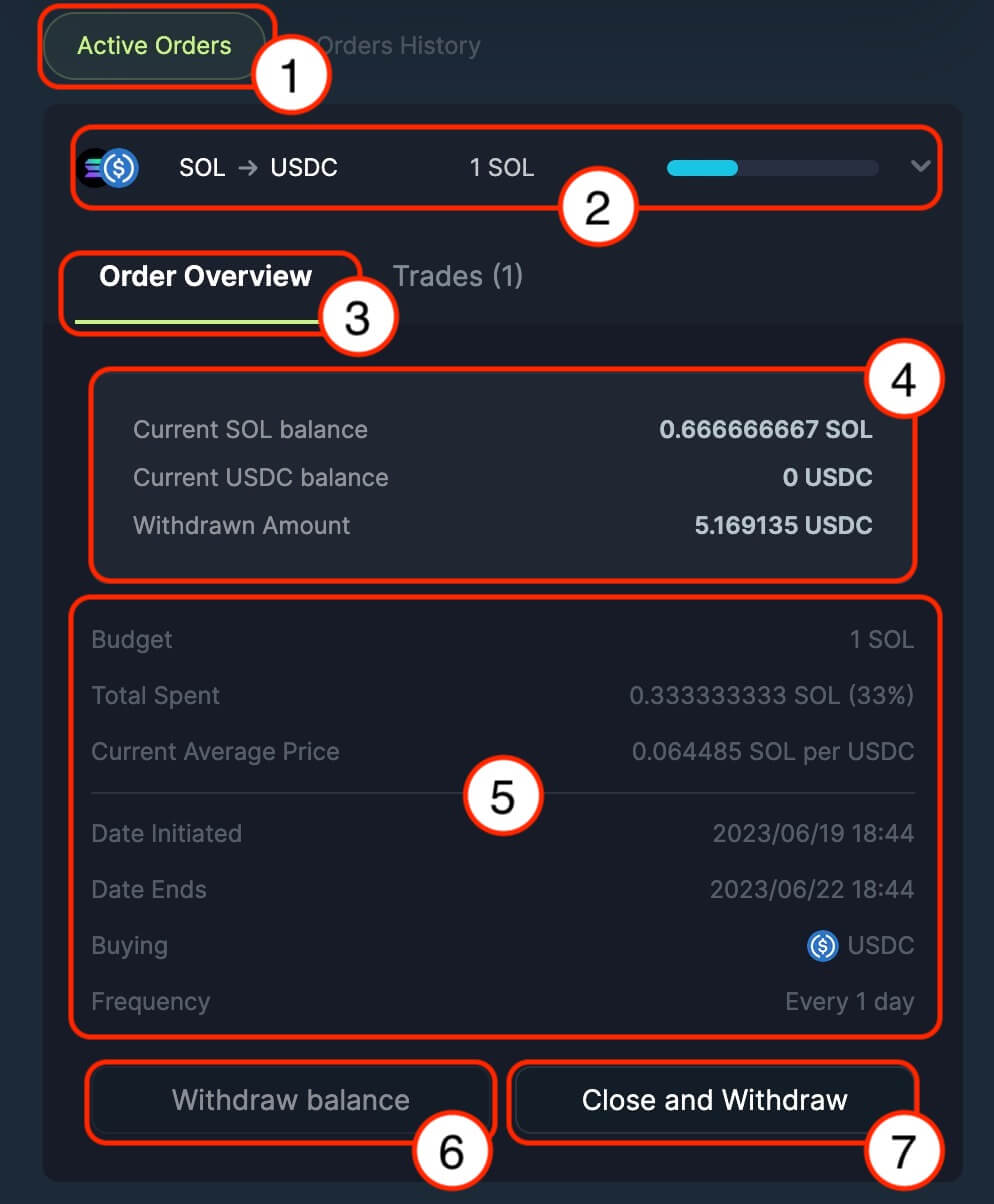 Active Orders Orders History
1
SOL → USDC 1 SOL
2
Order Overview Trades (1)
3
4
Current SOL balance 0.666666667 SOL
Current USDC balance 0 USDC
Withdrawn Amount 5.169135 USDC
Budget 1 SOL
Total Spent 0.333333333 SOL (33%)
Current Average Price 0.064485 SOL per USDC
5
Date Initiated 2023/06/19 18:44
Date Ends 2023/06/22 18:44
Buying $ USDC
Frequency Every 1 day
Withdraw balance Close and Withdraw
6 7